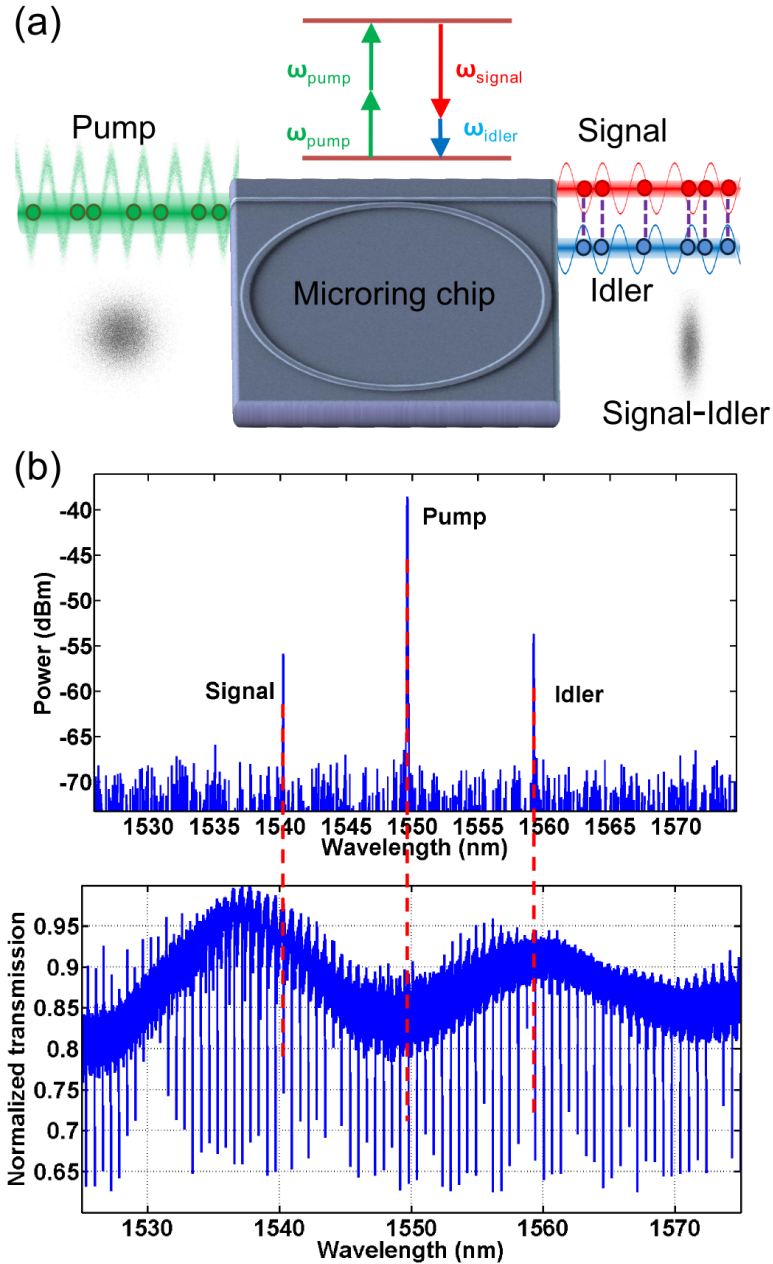 (a)
ωpump
ωsignal
Pump
ωpump
ωidler
Signal
Microring chip
Idler
Signal-Idler
(b)
-40
Pump
-45
-50
Power (dBm)
-55
Signal
Idler
-60
-65
-70
1530 1535 1540 1545 1550 1555 1560 1565 1570
Wavelength (nm)
0.95
0.9
0.85
0.8
0.75
0.7
0.65
Normalized transmission
1530 1540 1550 1560 1570
Wavelength (nm)